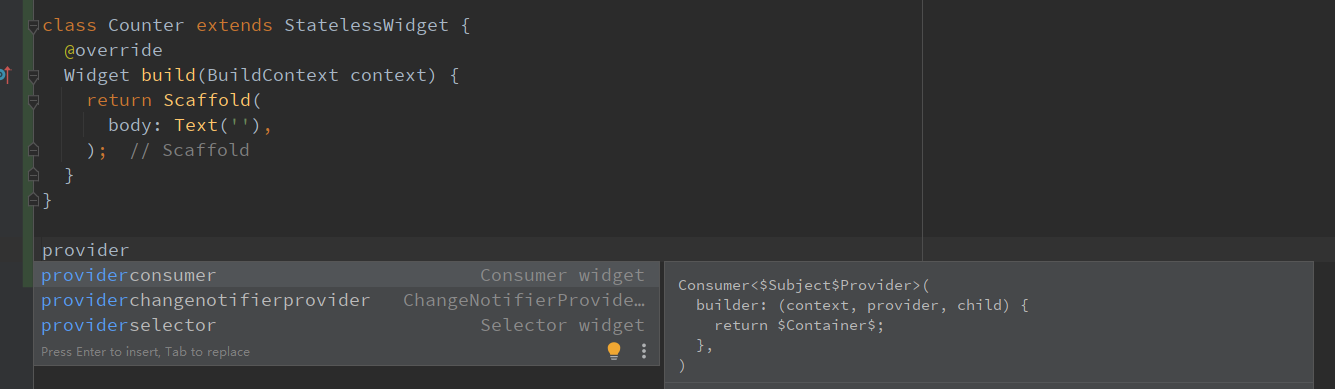 class Counter extends StatelessWidget {
@override
Widget build(BuildContext context) {
return Scaffold(
body: Text(''),
); // Scaffold
}
}
provider
providerconsumer Consumer widget
providerchangenotifierprovider ChangeNotifierProvide…
providerselector Selector widget
Press Enter to insert, Tab to replace
Consumer<$Subject$Provider>(
builder: (context, provider, child) {
return $Container$;
},
)